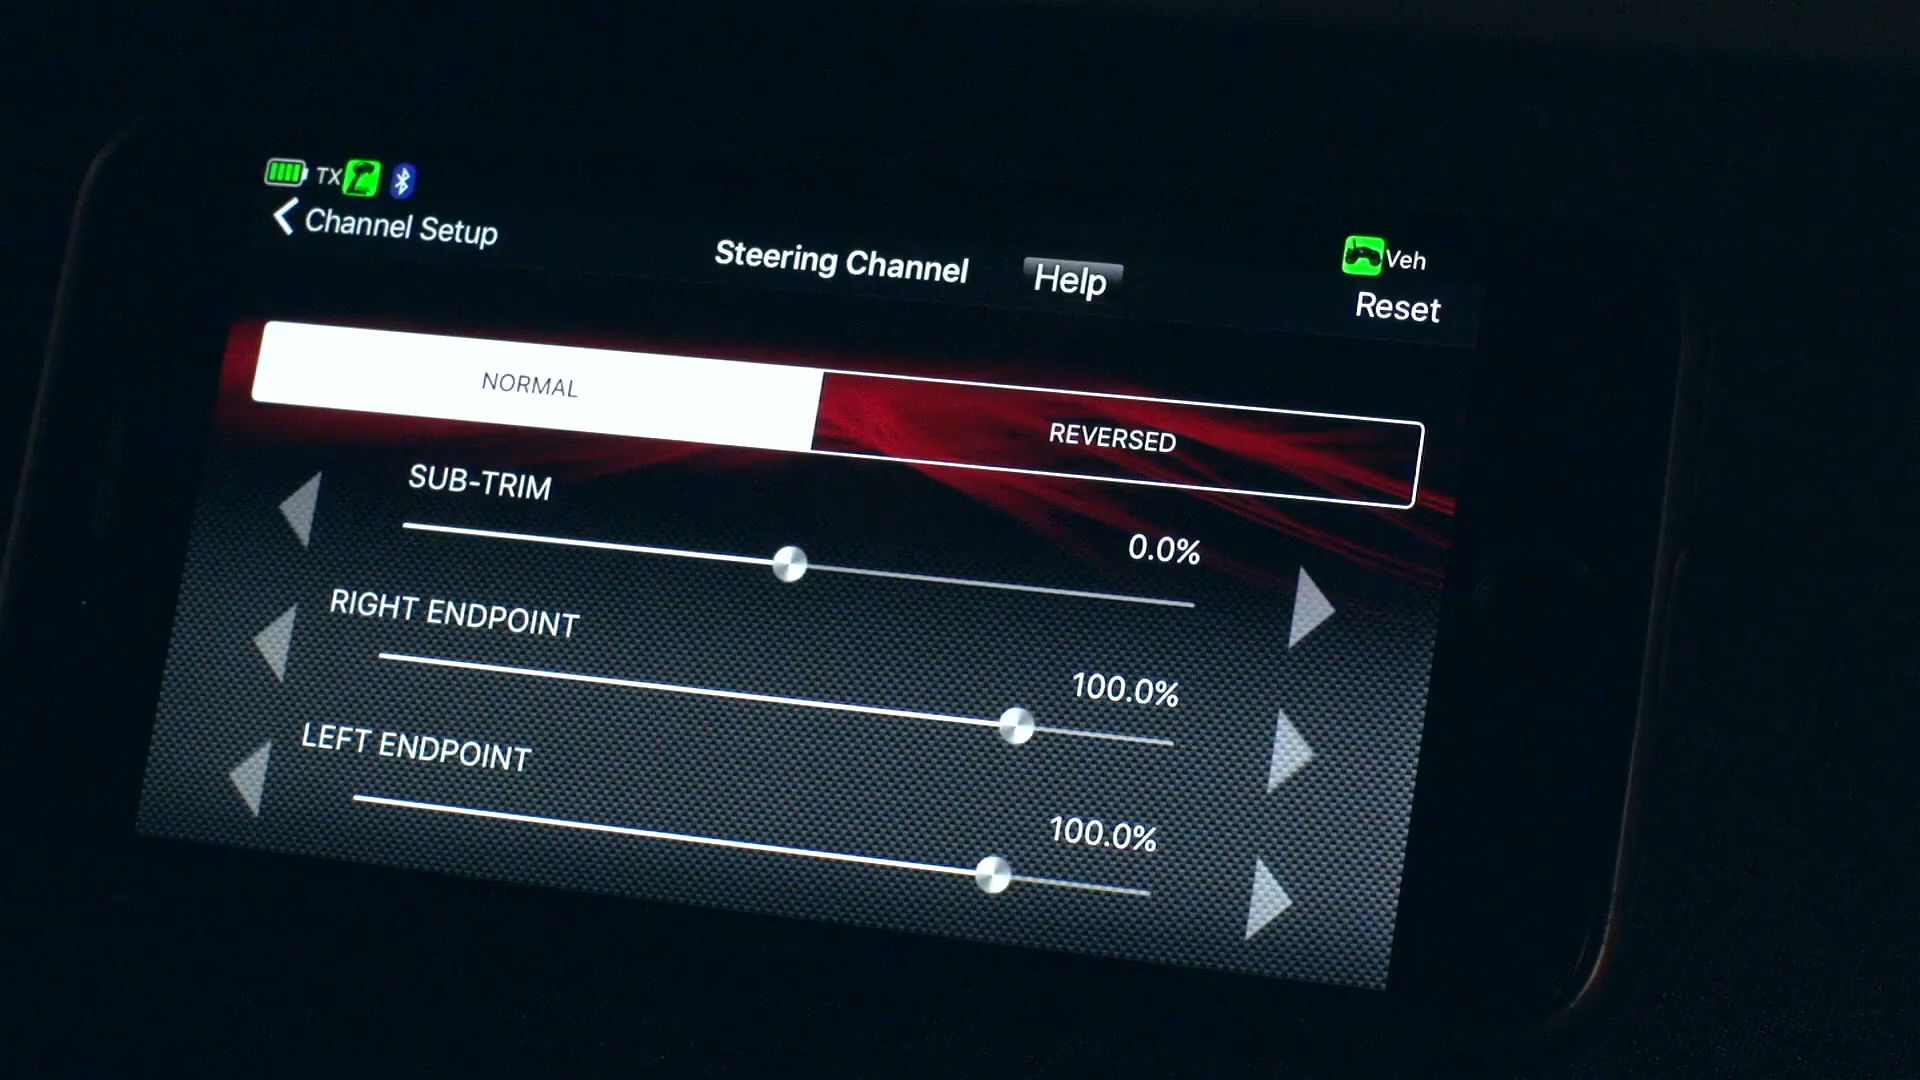 TX
Channel Setup
Steering Channel
Help
Veh
Reset
NORMAL
REVERSED
SUB-TRIM
0.0%
RIGHT ENDPOINT
100.0%
LEFT ENDPOINT
100.0%